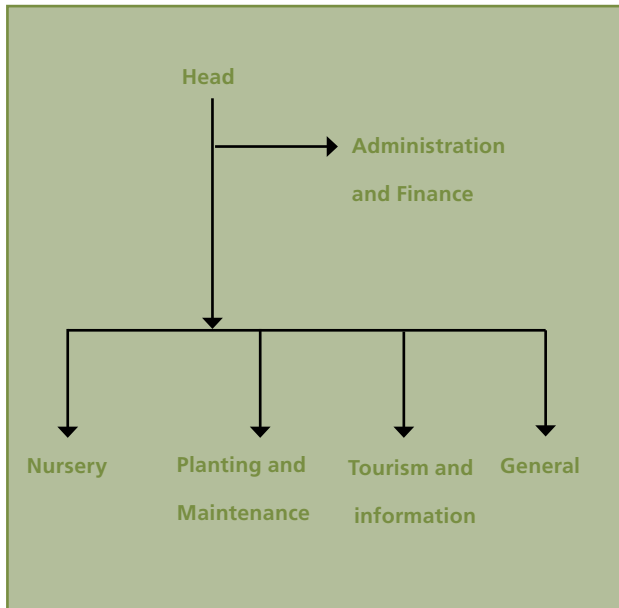 Head
Administration
and Finance
Nursery
Planting and
Maintenance
Tourism and
information
General